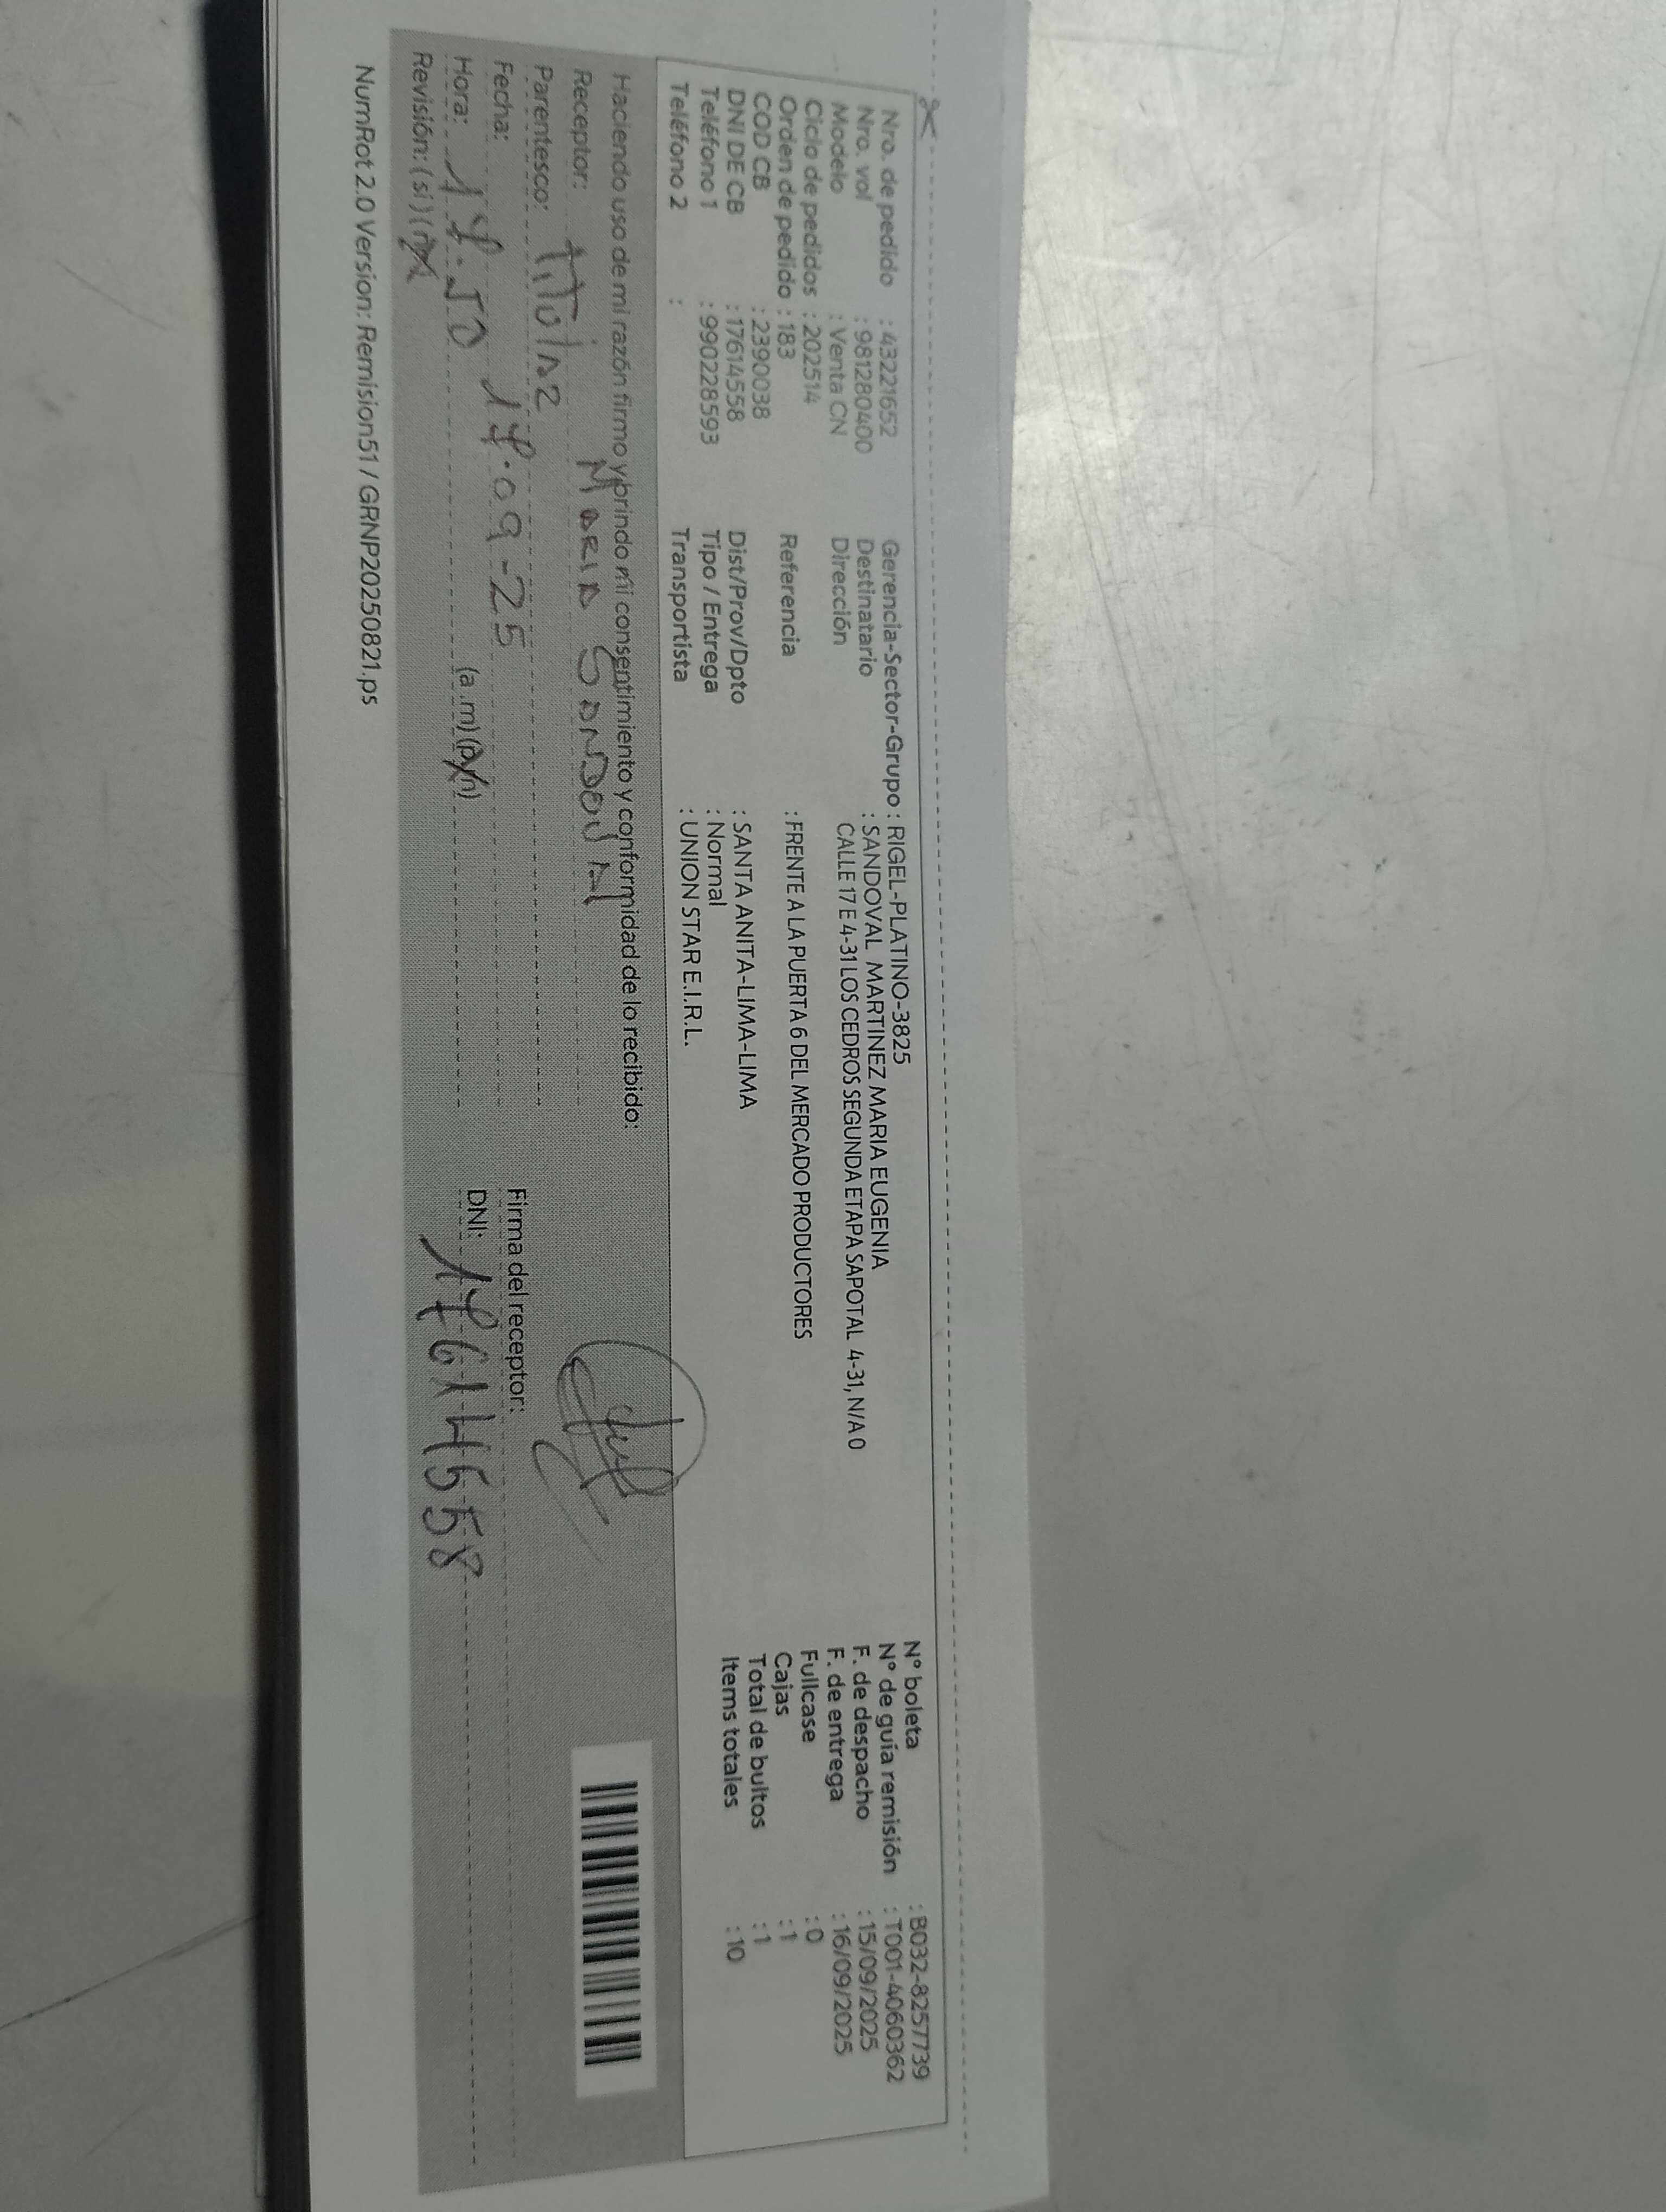 Nro. de pedido : 43221652
Nro. vol : 981280400
Modelo : Venta CN
Ciclo de pedidos : 202514
Orden de pedido : 183
COD CB : 2390038
DNI DE CB : 17614558
Teléfono 1 : 990228593
Teléfono 2 :
Gerencia-Sector-Grupo : RIGEL-PLATINO-3825
Destinatario : SANDOVAL MARTINEZ MARIA EUGENIA
Dirección CALLE 17 E 4-31 LOS CEDROS SEGUNDA ETAPA SAPOTAL 4-31, N/A 0
Referencia : FRENTE A LA PUERTA 6 DEL MERCADO PRODUCTORES
Dist/Prov/Dpto : SANTA ANITA-LIMA-LIMA
Tipo / Entrega : Normal
Transportista : UNION STAR E.I.R.L.
N° boleta : B032-8257739
N° de guía remisión : T001-4060362
F. de despacho : 15/09/2025
F. de entrega : 16/09/2025
Fullcase : 0
Cajas : 1
Total de bultos : 1
Items totales : 10
Haciendo uso de mi razón firmo y brindo mi consentimiento y conformidad de lo recibido:
Receptor: MARIA SANDOVAL
Parentesco: titular
Fecha: 17.09-25
Hora: 17:50 (a.m) (p.m)
Revisión: (si) (no)
Firma del receptor:
DNI: 17614558
NumRot 2.0 Version: Remision51 / GRNP20250821.ps